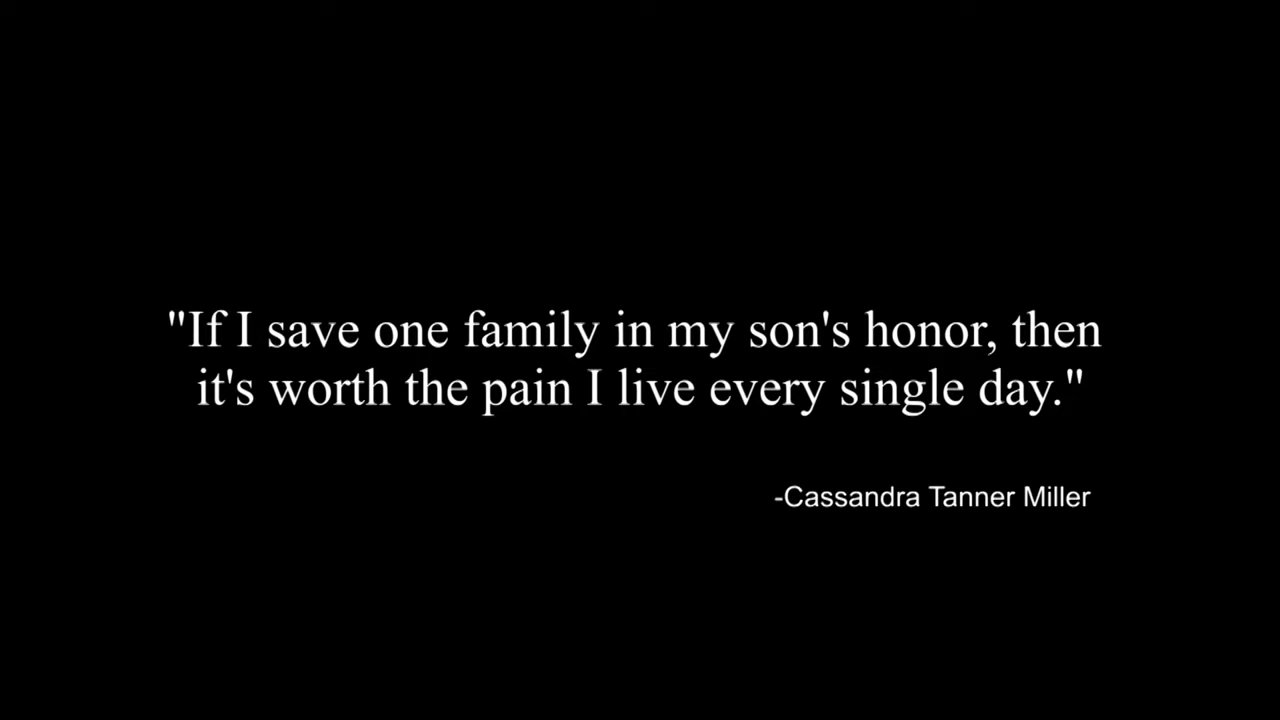 "If I save one family in my son's honor, then
it's worth the pain I live every single day."
-Cassandra Tanner Miller